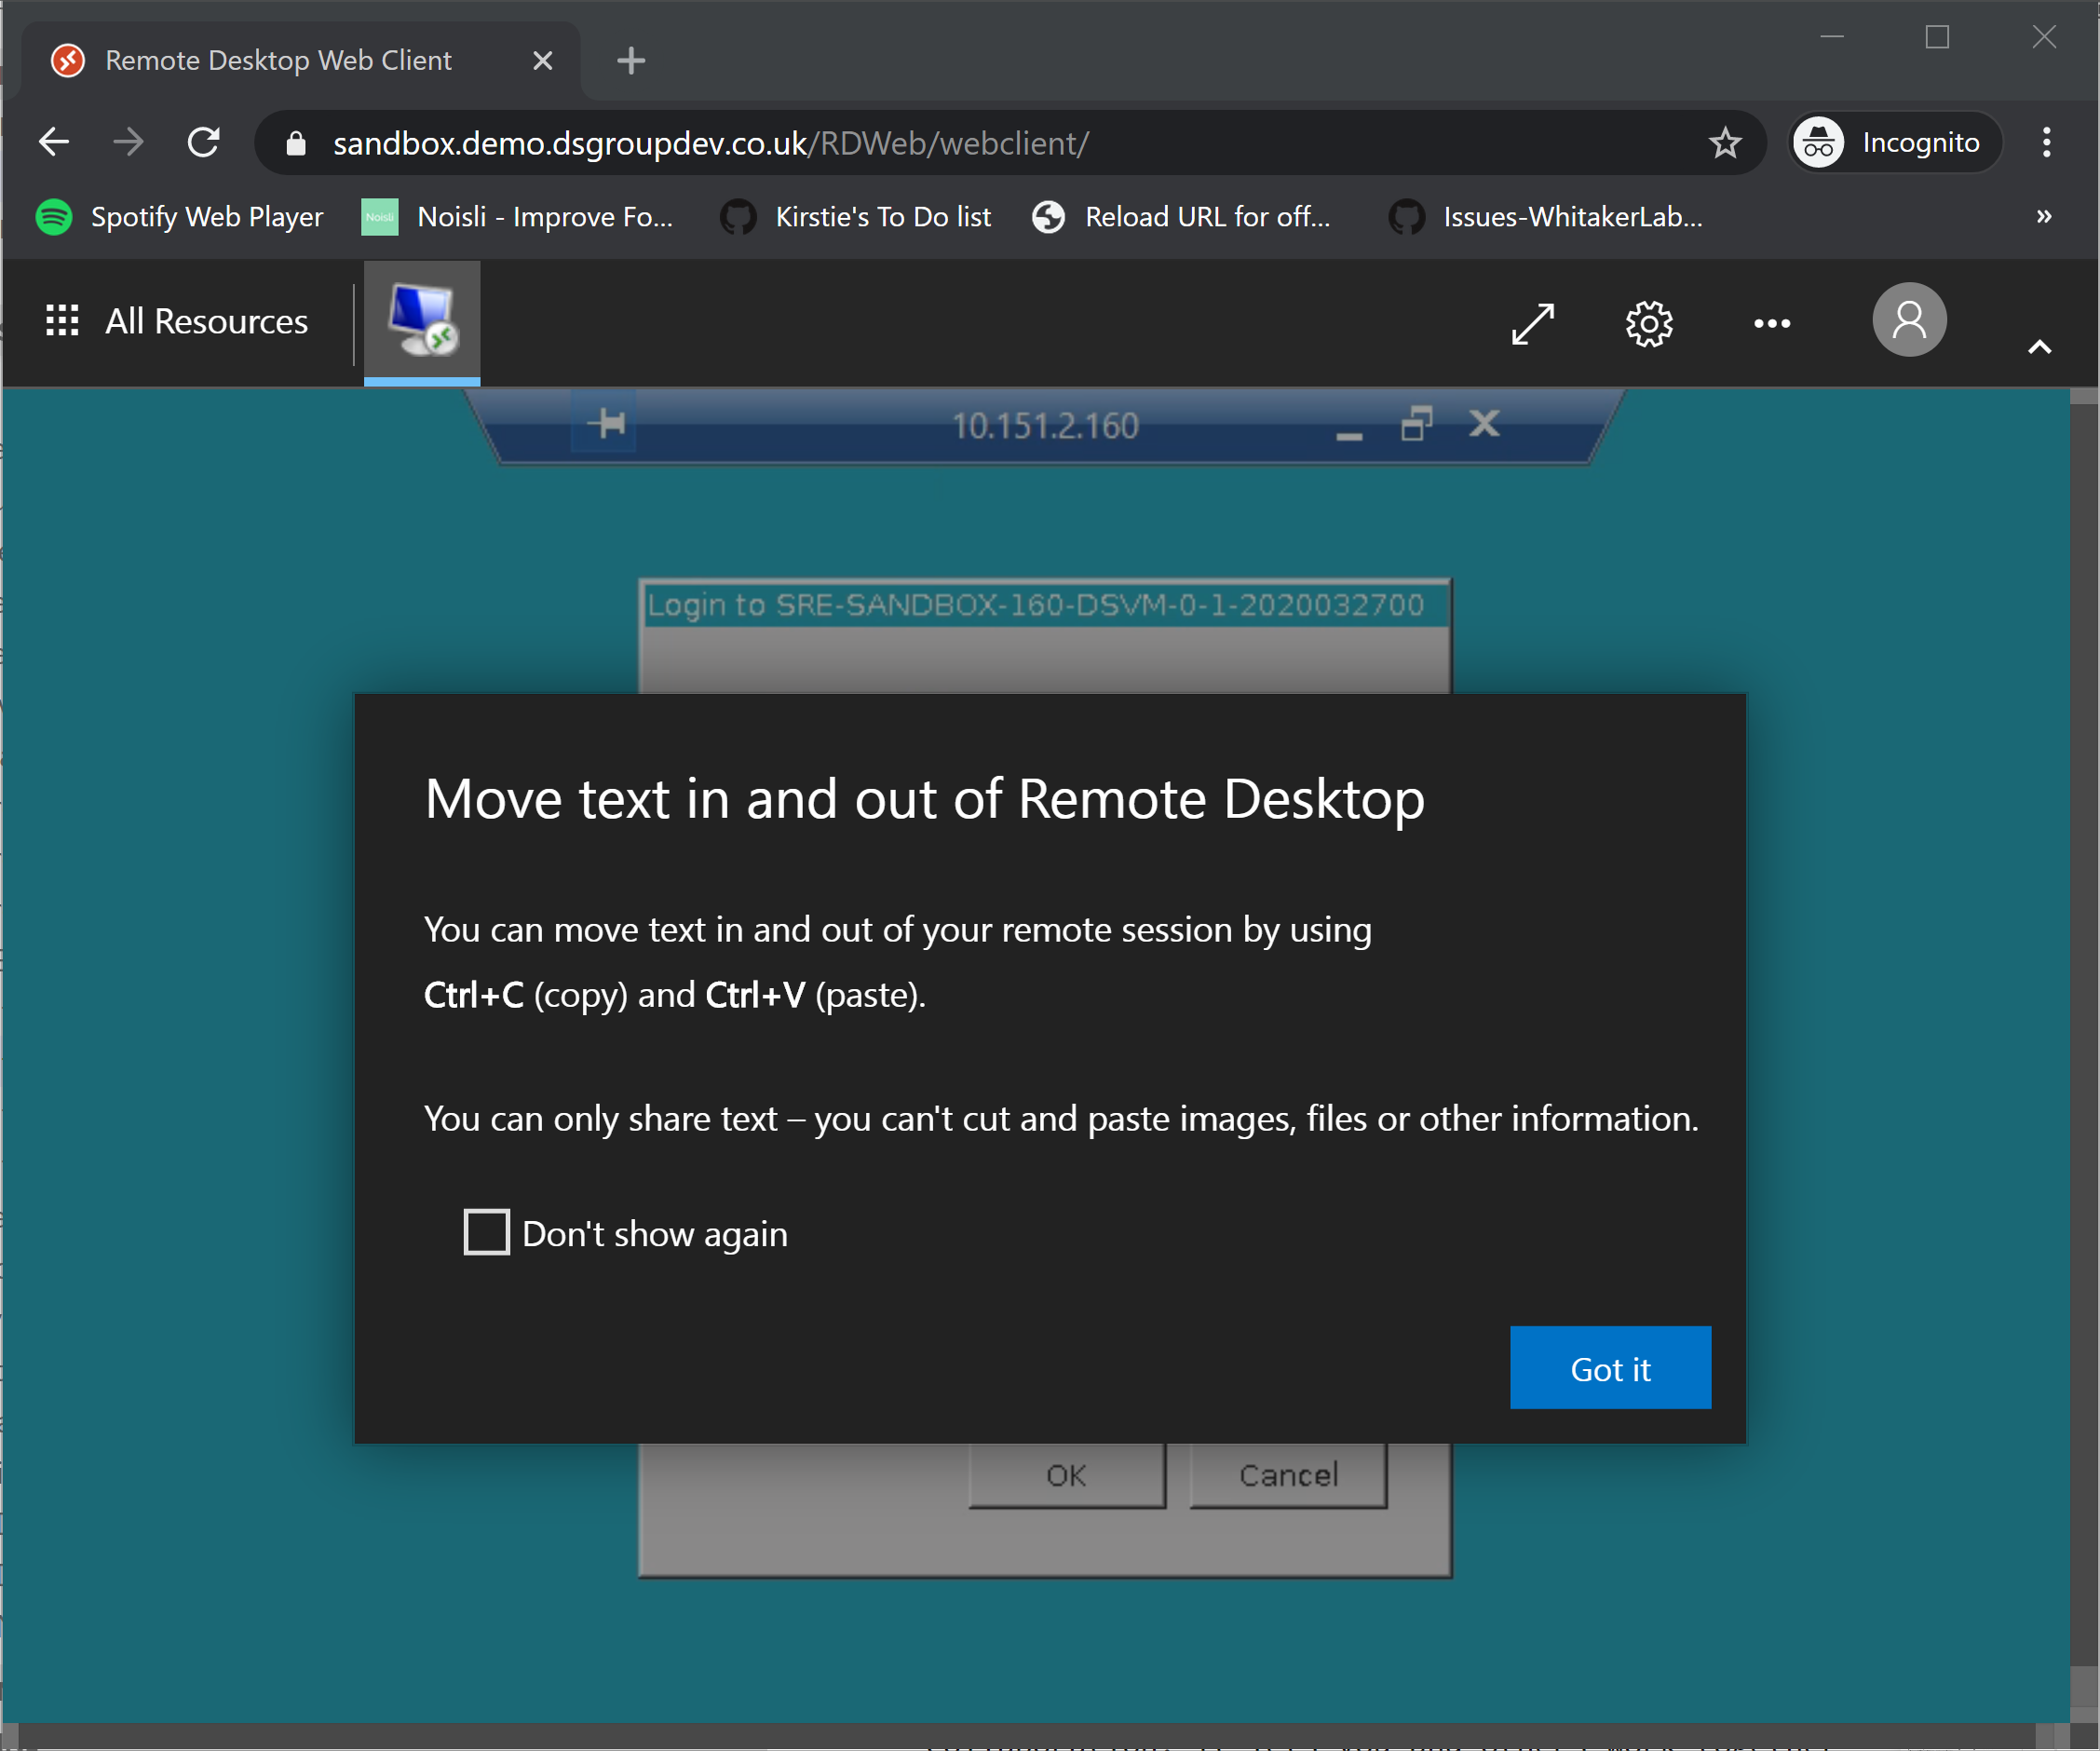 Remote Desktop Web Client
sandbox.demo.dsgroupdev.co.uk/RDWeb/webclient/
Incognito
Spotify Web Player
Noisli
Noisli - Improve Fo...
Kirstie's To Do list
Reload URL for off...
Issues-WhitakerLab...
»
All Resources
10.151.2.160
Login to SRE-SANDBOX-160-DSVM-0-1-2020032700
Move text in and out of Remote Desktop
You can move text in and out of your remote session by using
Ctrl+C (copy) and Ctrl+V (paste).
You can only share text – you can't cut and paste images, files or other information.
Don't show again
Got it
OK
Cancel